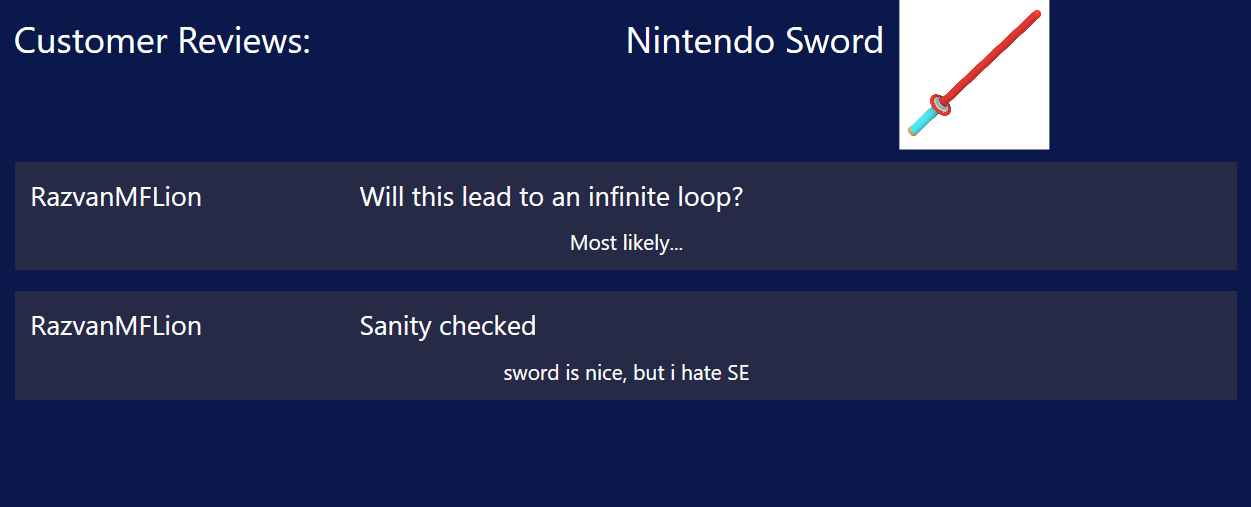 Customer Reviews:
Nintendo Sword
RazvanMFLion
Will this lead to an infinite loop?
Most likely...
RazvanMFLion
Sanity checked
sword is nice, but i hate SE